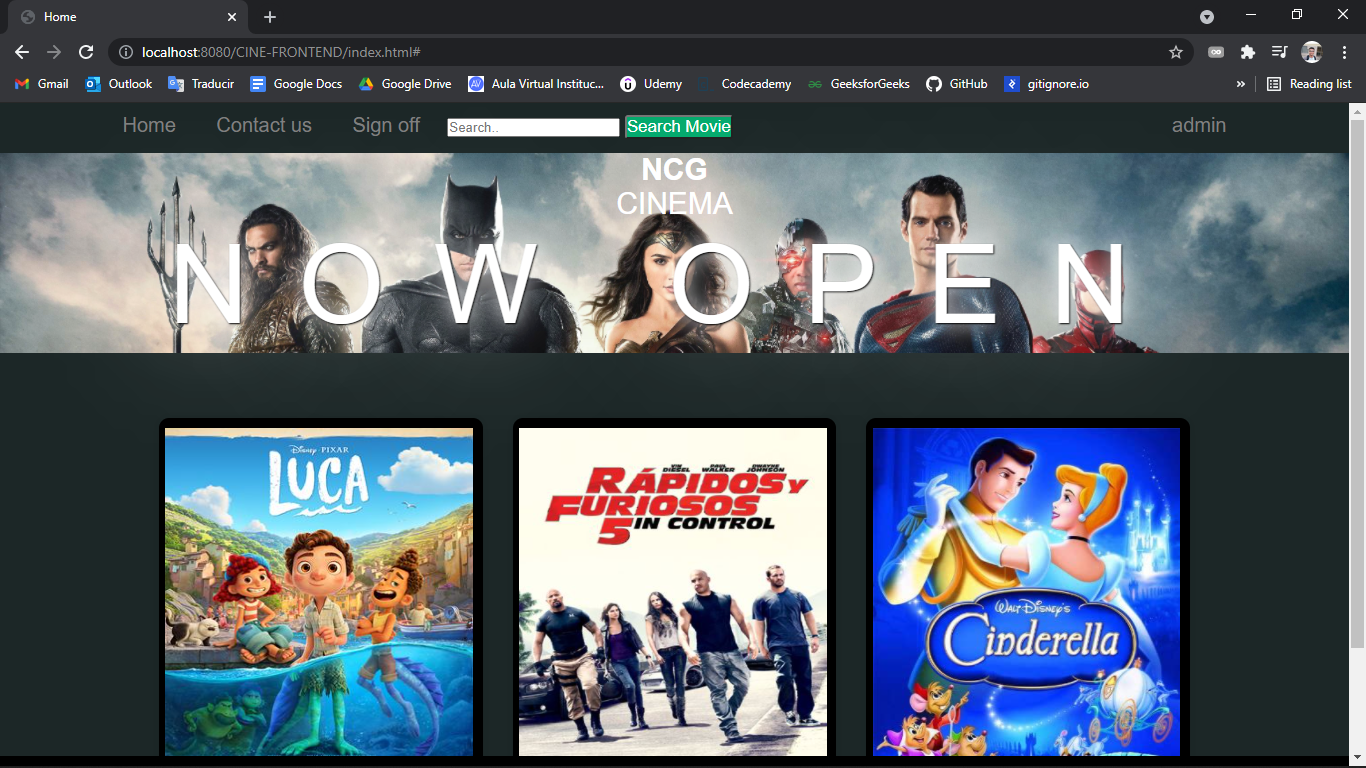 Home
localhost:8080/CINE-FRONTEND/index.html#
Gmail Outlook Traducir Google Docs Google Drive Aula Virtual Instituc... Udemy Codecademy GeeksforGeeks GitHub gitignore.io » Reading list
Home Contact us Sign off Search.. Search Movie admin
NCG
CINEMA
NOW OPEN
Disney · PIXAR
LUCA
VIN DIESEL PAUL WALKER DWAYNE JOHNSON
RÁPIDOS Y
FURIOSOS
5 IN CONTROL
WALT DISNEY'S
Cinderella